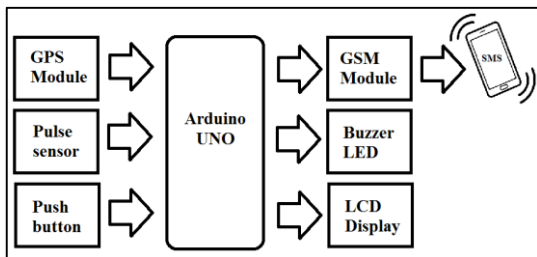 GPS
Module
Pulse
sensor
Push
button
Arduino
UNO
GSM
Module
Buzzer
LED
LCD
Display
SMS